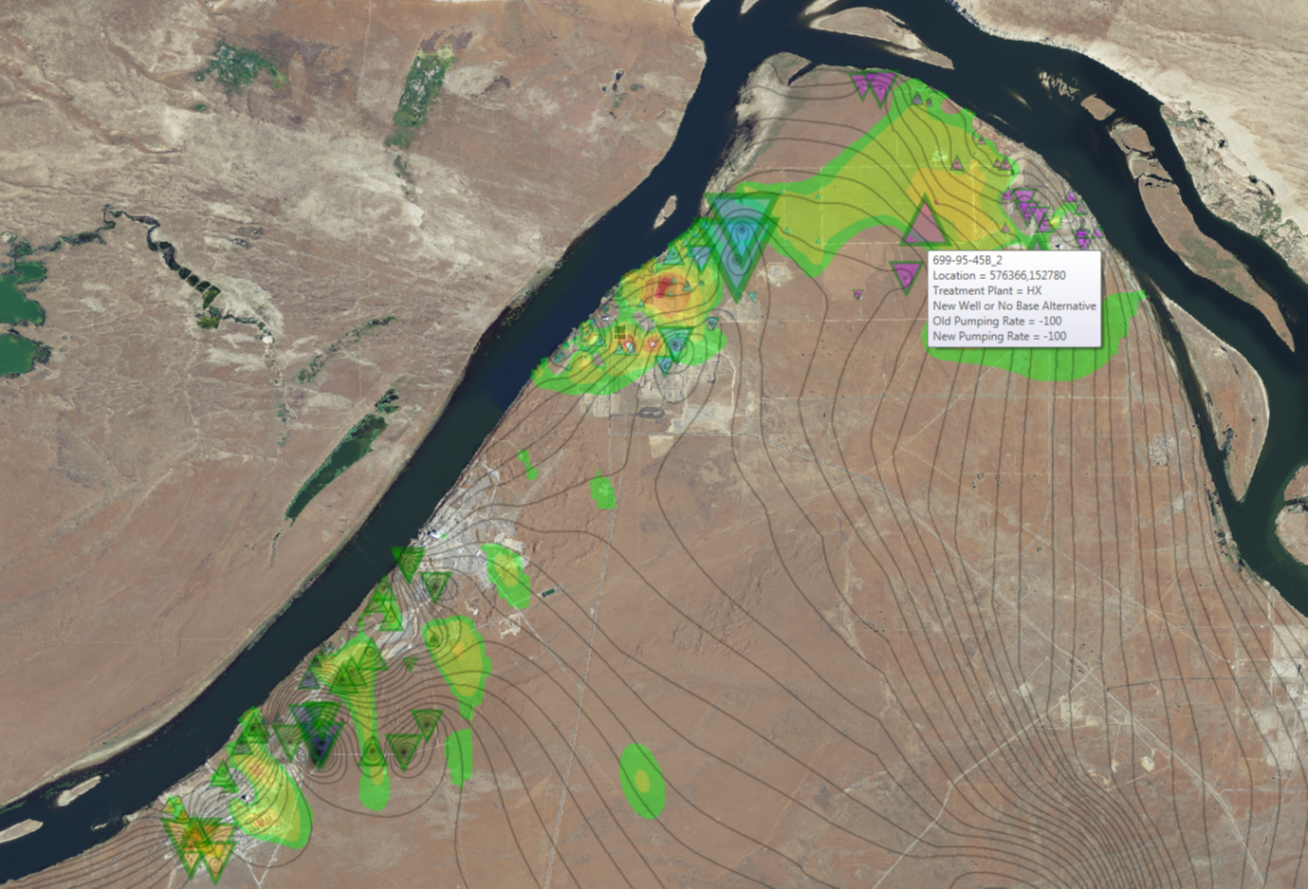 699-95-45B_2
Location = 576366,152780
Treatment Plant = HX
New Well or No Base Alternative
Old Pumping Rate = -100
New Pumping Rate = -100